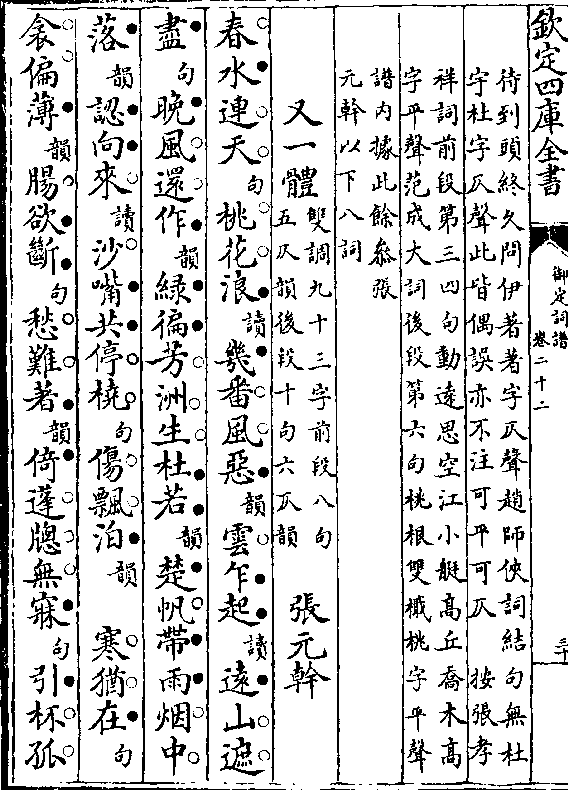 欽定四庫全書
御定詞譜
卷二十二
三十
待到頭終久問伊著著字仄聲趙師俠詞結句無杜
字杜字仄聲此皆偶誤亦不注可平可仄 按張孝
祥詞前段第三四句動遠思空江小艇高丘喬木高
字平聲范成大詞後段第六句桃根雙檝桃字平聲
譜内據此餘叅張
元幹以下八詞
又一體 雙調九十三字前段八句
五仄韻後段十句六仄韻 張元幹
春水連天句桃花浪讀幾番風惡韻雲乍起讀遠山遮
盡句晚風還作韻綠徧芳洲生杜若韻楚帆帶雨烟中
落韻認向來讀沙嘴共停橈句傷飄泊韻 寒猶在句
衾偏薄韻腸欲斷句愁難著韻倚蓬牕無寐句引杯孤